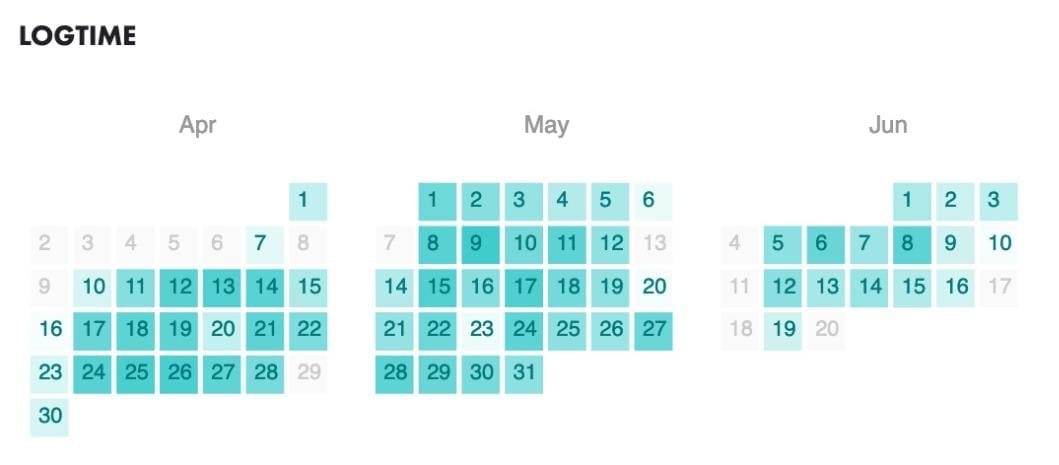 LOGTIME
Apr May Jun
1 1 2 3 4 5 6 1 2 3
2 3 4 5 6 7 8 7 8 9 10 11 12 13 4 5 6 7 8 9 10
9 10 11 12 13 14 15 14 15 16 17 18 19 20 11 12 13 14 15 16 17
16 17 18 19 20 21 22 21 22 23 24 25 26 27 18 19 20
23 24 25 26 27 28 29 28 29 30 31
30